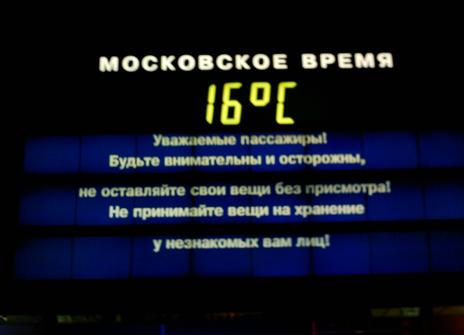 МОСКОВСКОЕ ВРЕМЯ
16°C
Уважаемые пассажиры!
Будьте внимательны и осторожны,
не оставляйте свои вещи без присмотра!
Не принимайте вещи на хранение
у незнакомых вам лиц!